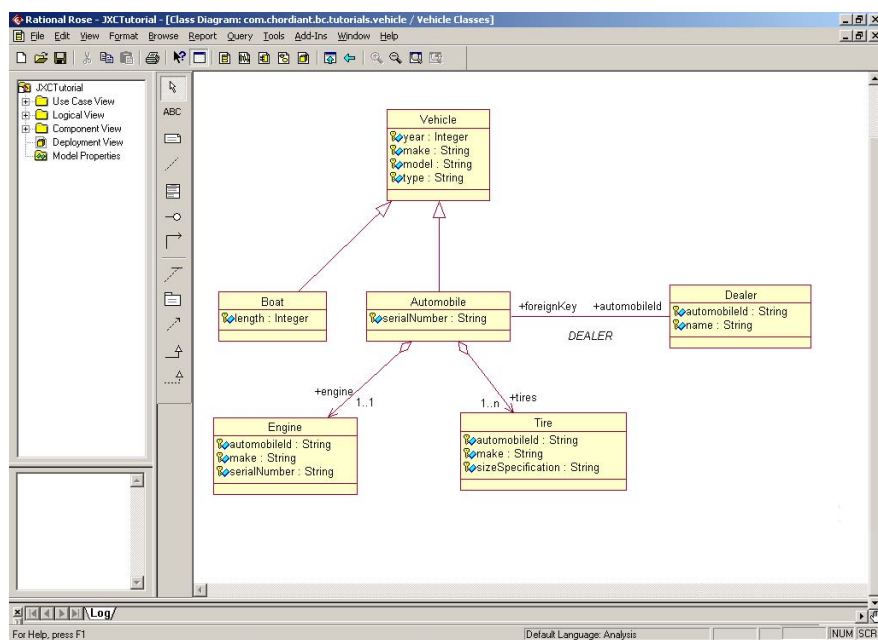 Rational Rose - JXCTutorial - [Class Diagram: com.chordiant.bc.tutorials.vehicle / Vehicle Classes]
File Edit View Format Browse Report Query Tools Add-Ins Window Help
JXCTutorial
Use Case View
Logical View
Component View
Deployment View
Model Properties
ABC
Vehicle
year : Integer
make : String
model : String
type : String
Boat
length : Integer
Automobile
serialNumber : String
+foreignKey
+automobileId
DEALER
Dealer
automobileId : String
name : String
+engine
1..1
+tires
1..n
Engine
automobileId : String
make : String
serialNumber : String
Tire
automobileId : String
make : String
sizeSpecification : String
Log
For Help, press F1
Default Language: Analysis
NUM SCR